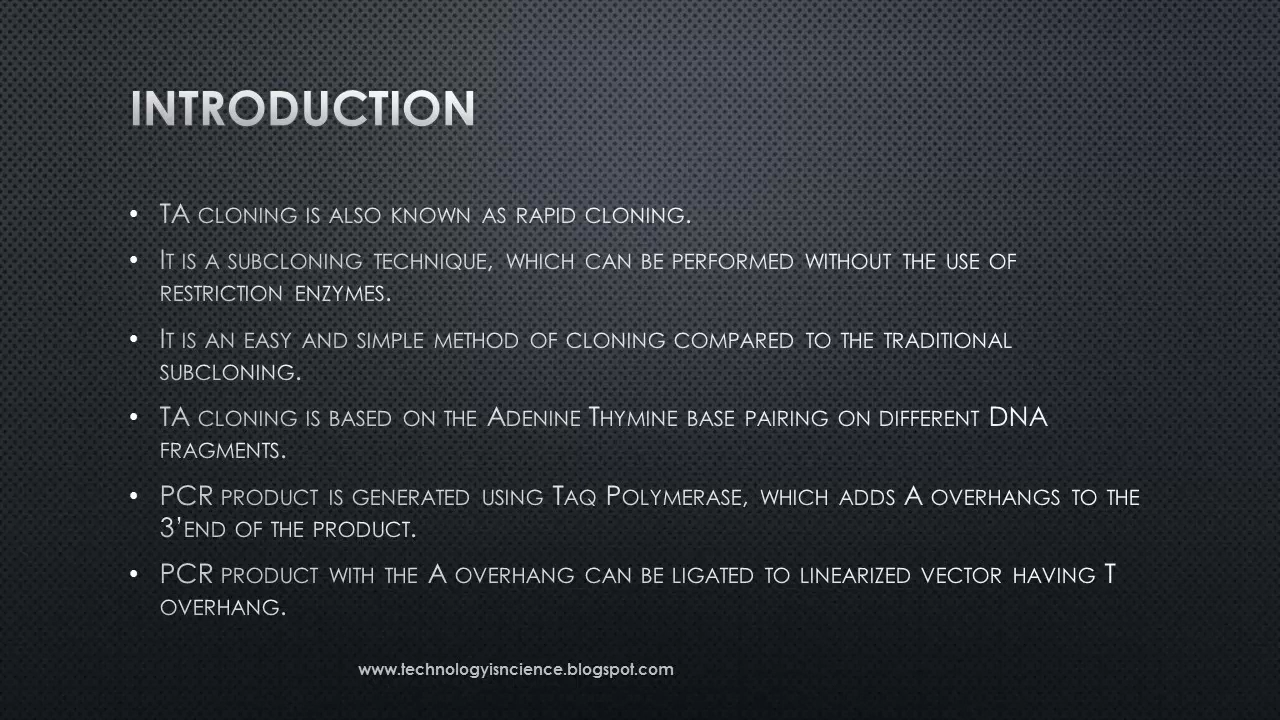 INTRODUCTION
• TA CLONING IS ALSO KNOWN AS RAPID CLONING.
• IT IS A SUBCLONING TECHNIQUE, WHICH CAN BE PERFORMED WITHOUT THE USE OF
RESTRICTION ENZYMES.
• IT IS AN EASY AND SIMPLE METHOD OF CLONING COMPARED TO THE TRADITIONAL
SUBCLONING.
• TA CLONING IS BASED ON THE ADENINE THYMINE BASE PAIRING ON DIFFERENT DNA
FRAGMENTS.
• PCR PRODUCT IS GENERATED USING TAQ POLYMERASE, WHICH ADDS A OVERHANGS TO THE
3'END OF THE PRODUCT.
• PCR PRODUCT WITH THE A OVERHANG CAN BE LIGATED TO LINEARIZED VECTOR HAVING T
OVERHANG.
www.technologyisncience.blogspot.com